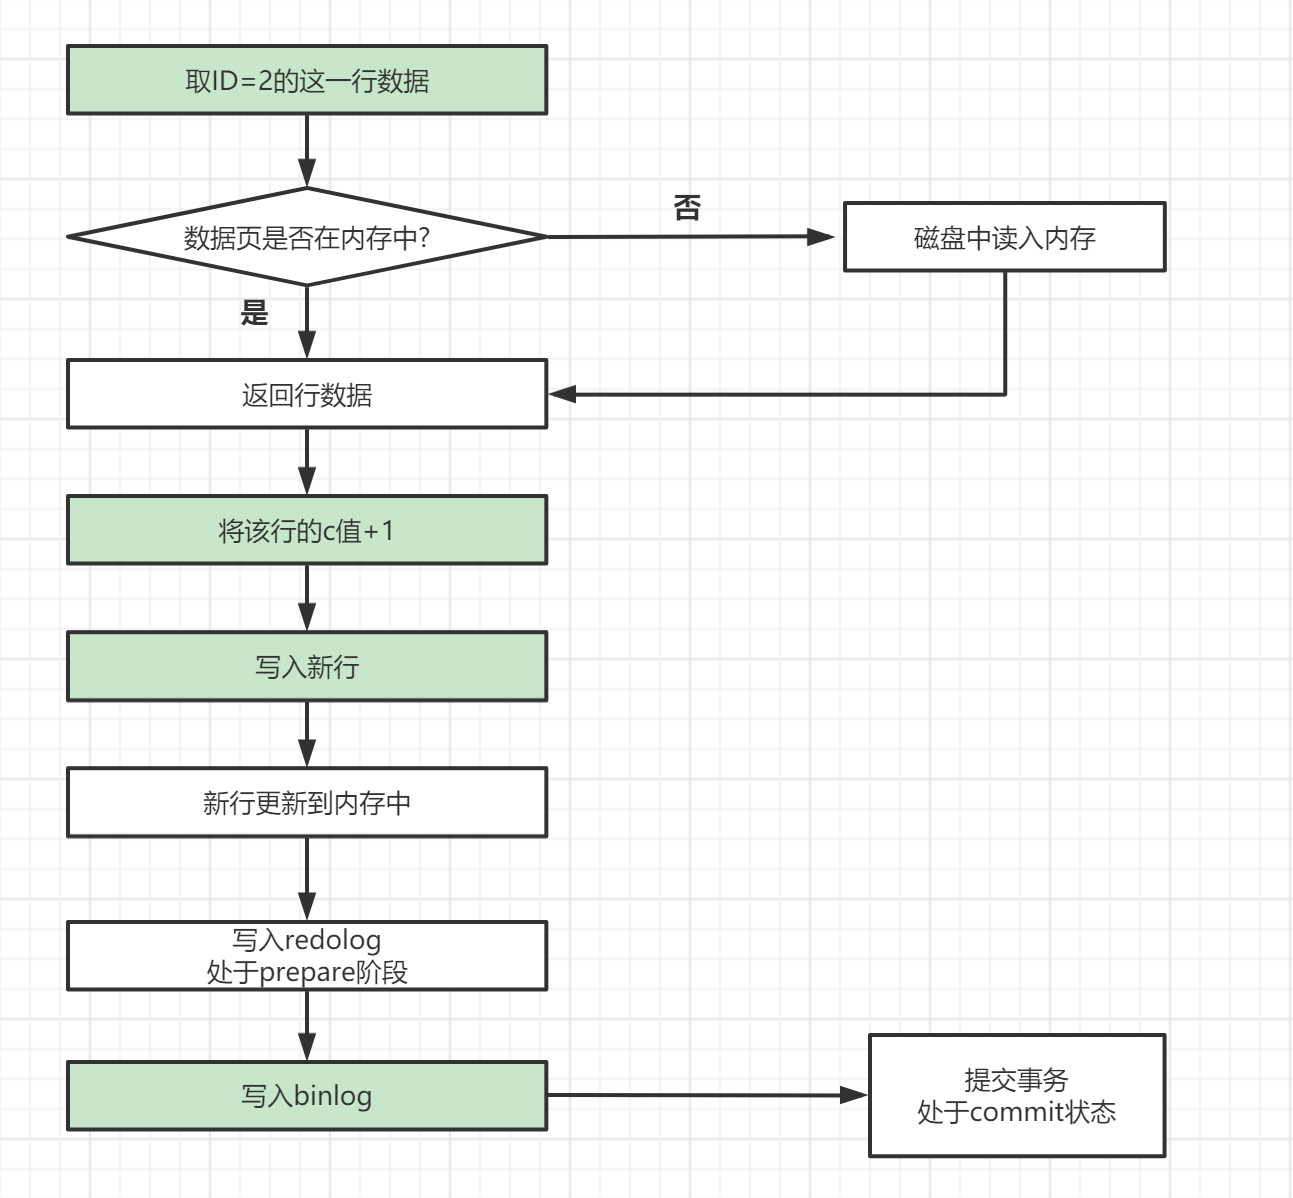 取ID=2的这一行数据
数据页是否在内存中?
否
磁盘中读入内存
是
返回行数据
将该行的c值+1
写入新行
新行更新到内存中
写入redolog
处于prepare阶段
写入binlog
提交事务
处于commit状态